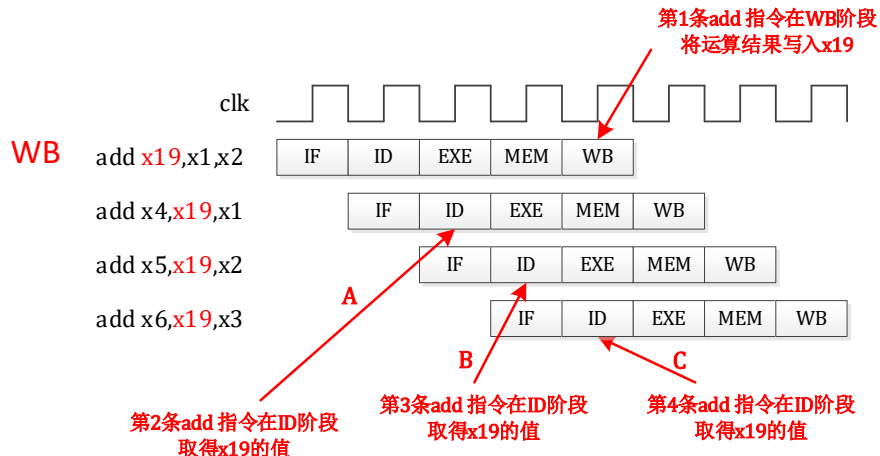 第1条add 指令在WB阶段
将运算结果写入x19
clk
WB
add x19,x1,x2
IF ID EXE MEM WB
add x4,x19,x1
IF ID EXE MEM WB
add x5,x19,x2
IF ID EXE MEM WB
A
add x6,x19,x3
IF ID EXE MEM WB
B
C
第2条add 指令在ID阶段
取得x19的值
第3条add 指令在ID阶段
取得x19的值
第4条add 指令在ID阶段
取得x19的值